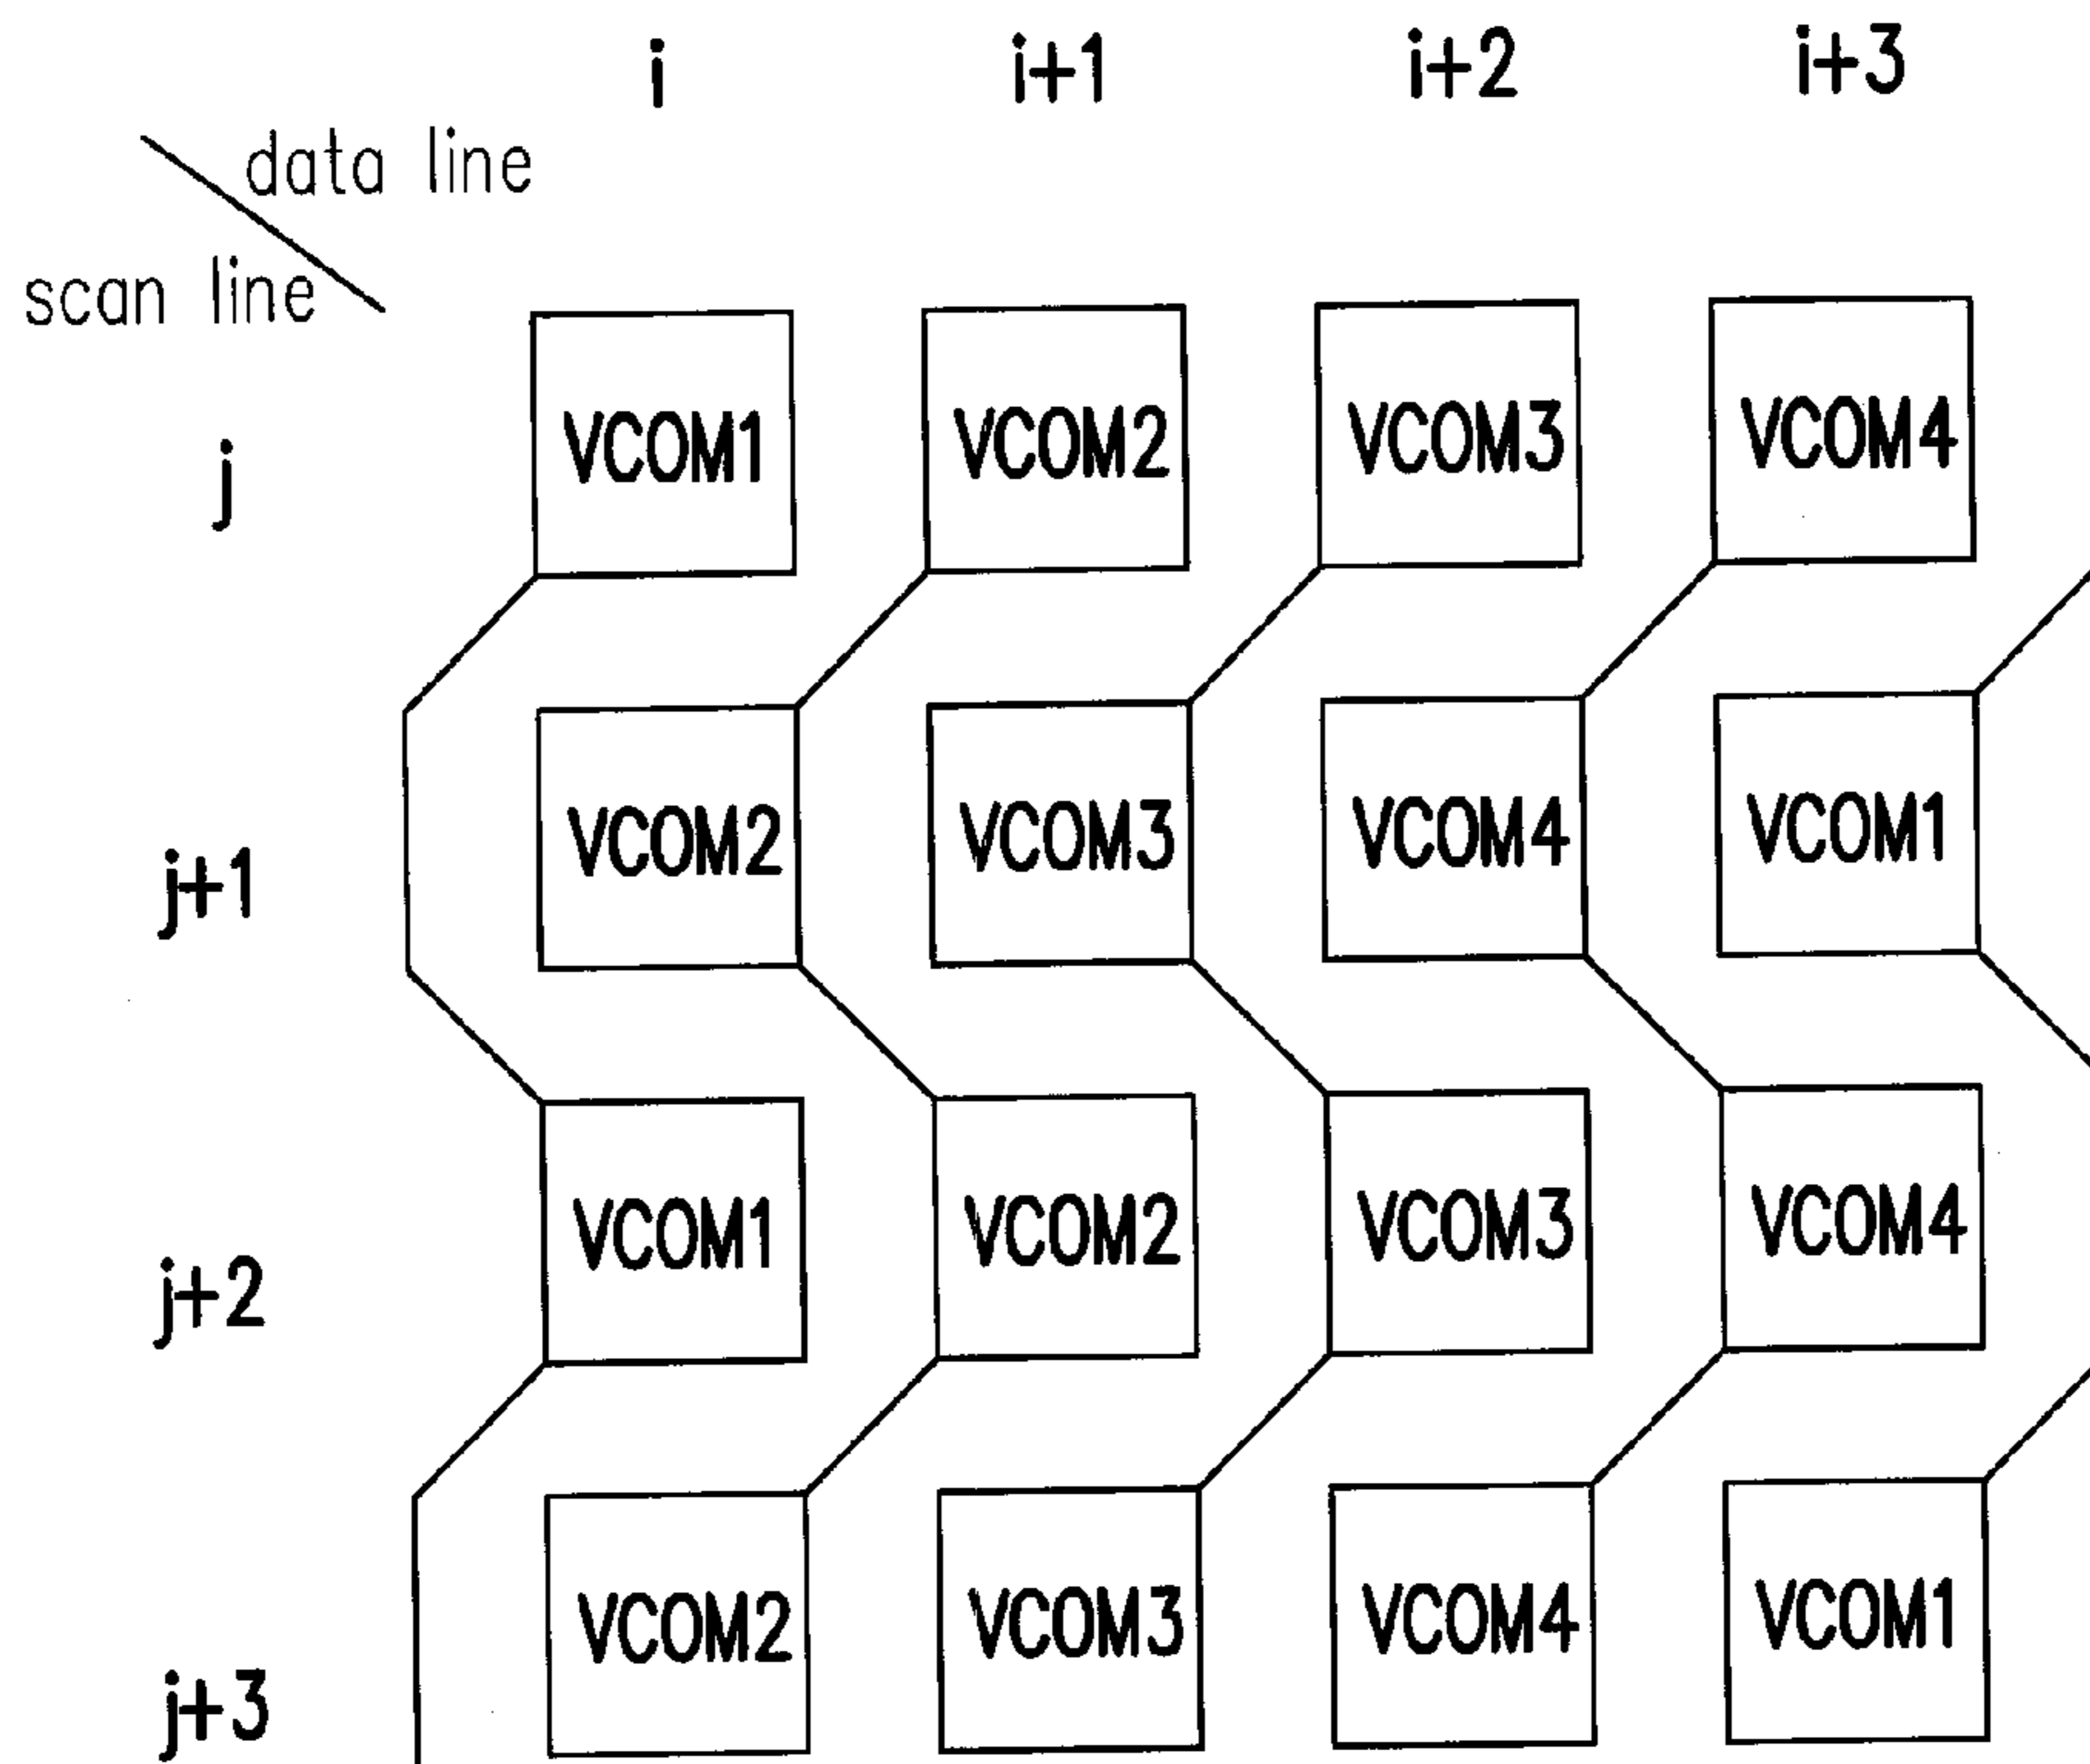 i i+1 i+2 i+3
data line
scan line
j VCOM1 VCOM2 VCOM3 VCOM4
j+1 VCOM2 VCOM3 VCOM4 VCOM1
j+2 VCOM1 VCOM2 VCOM3 VCOM4
j+3 VCOM2 VCOM3 VCOM4 VCOM1